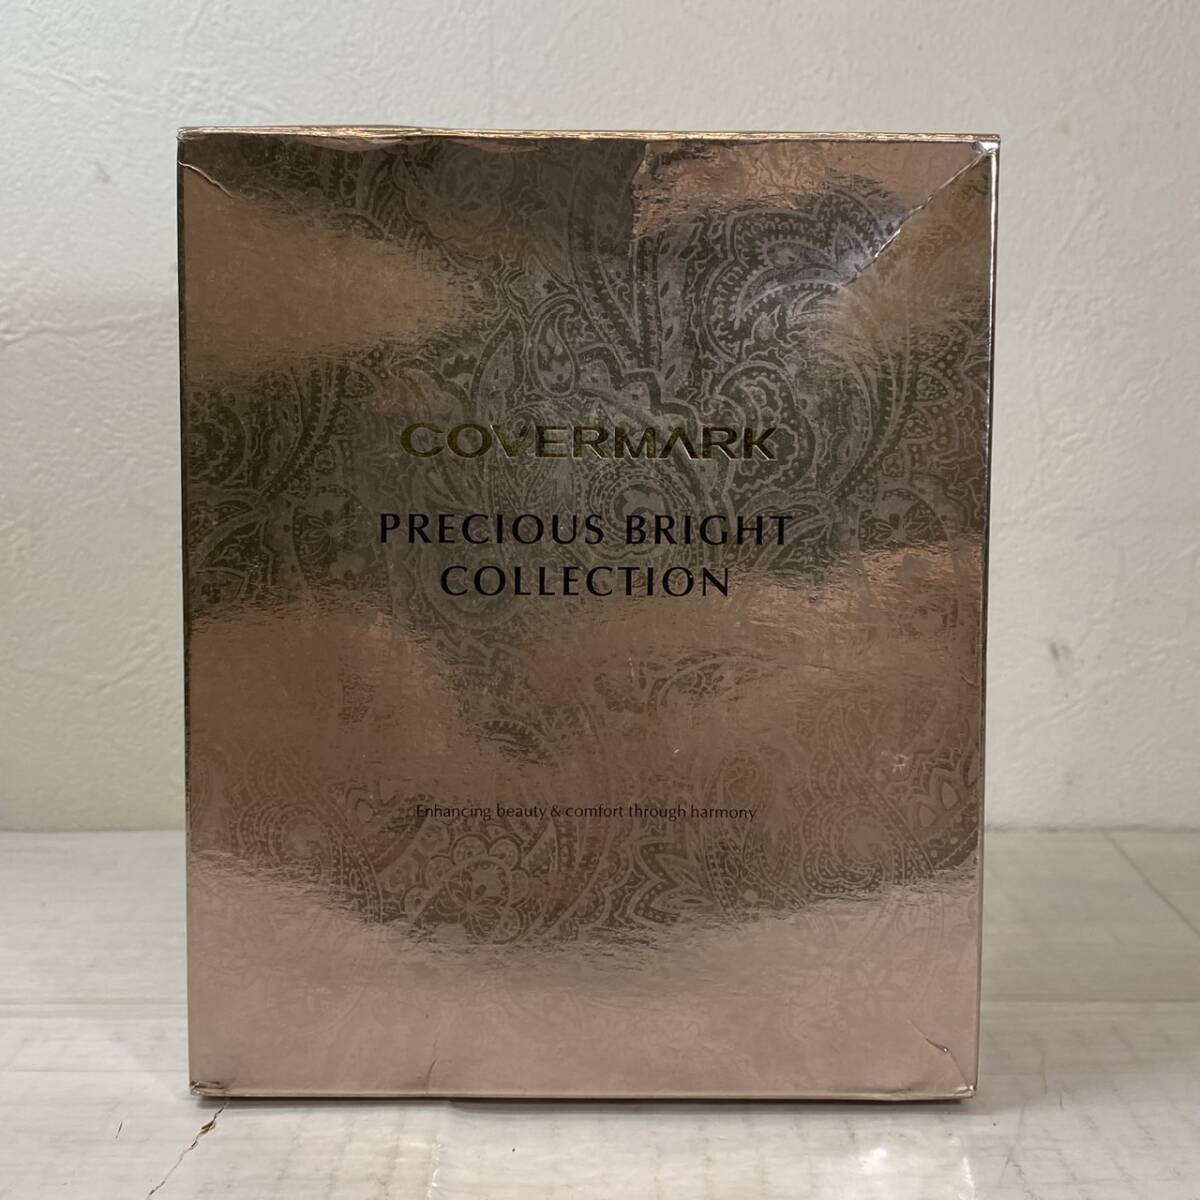 COVERMARK
PRECIOUS BRIGHT
COLLECTION
Enhancing beauty & comfort through harmony